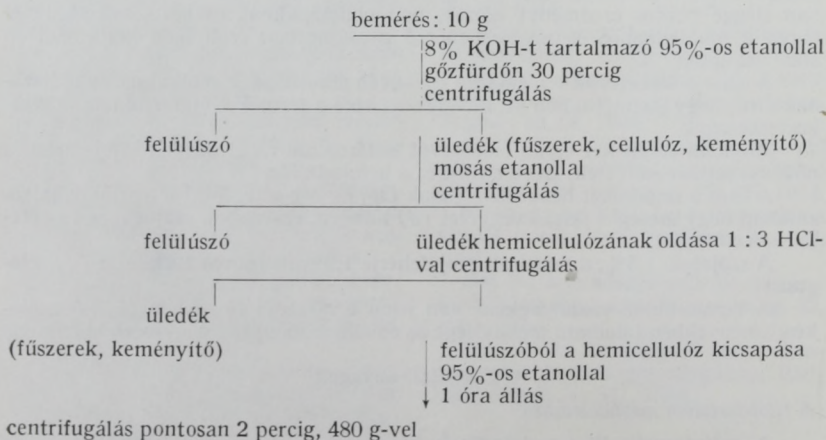 bemérés: 10 g
8% KOH-t tartalmazó 95%-os etanollal
gőzfürdőn 30 percig
centrifugálás
felülúszó
üledék (fűszerek, cellulóz, keményítő)
mosás etanollal
centrifugálás
felülúszó
üledék hemicellulózának oldása 1 : 3 HCl-
val centrifugálás
üledék
(fűszerek, keményítő)
felülúszóból a hemicellulóz kicsapása
95%-os etanollal
1 óra állás
centrifugálás pontosan 2 percig, 480 g-vel